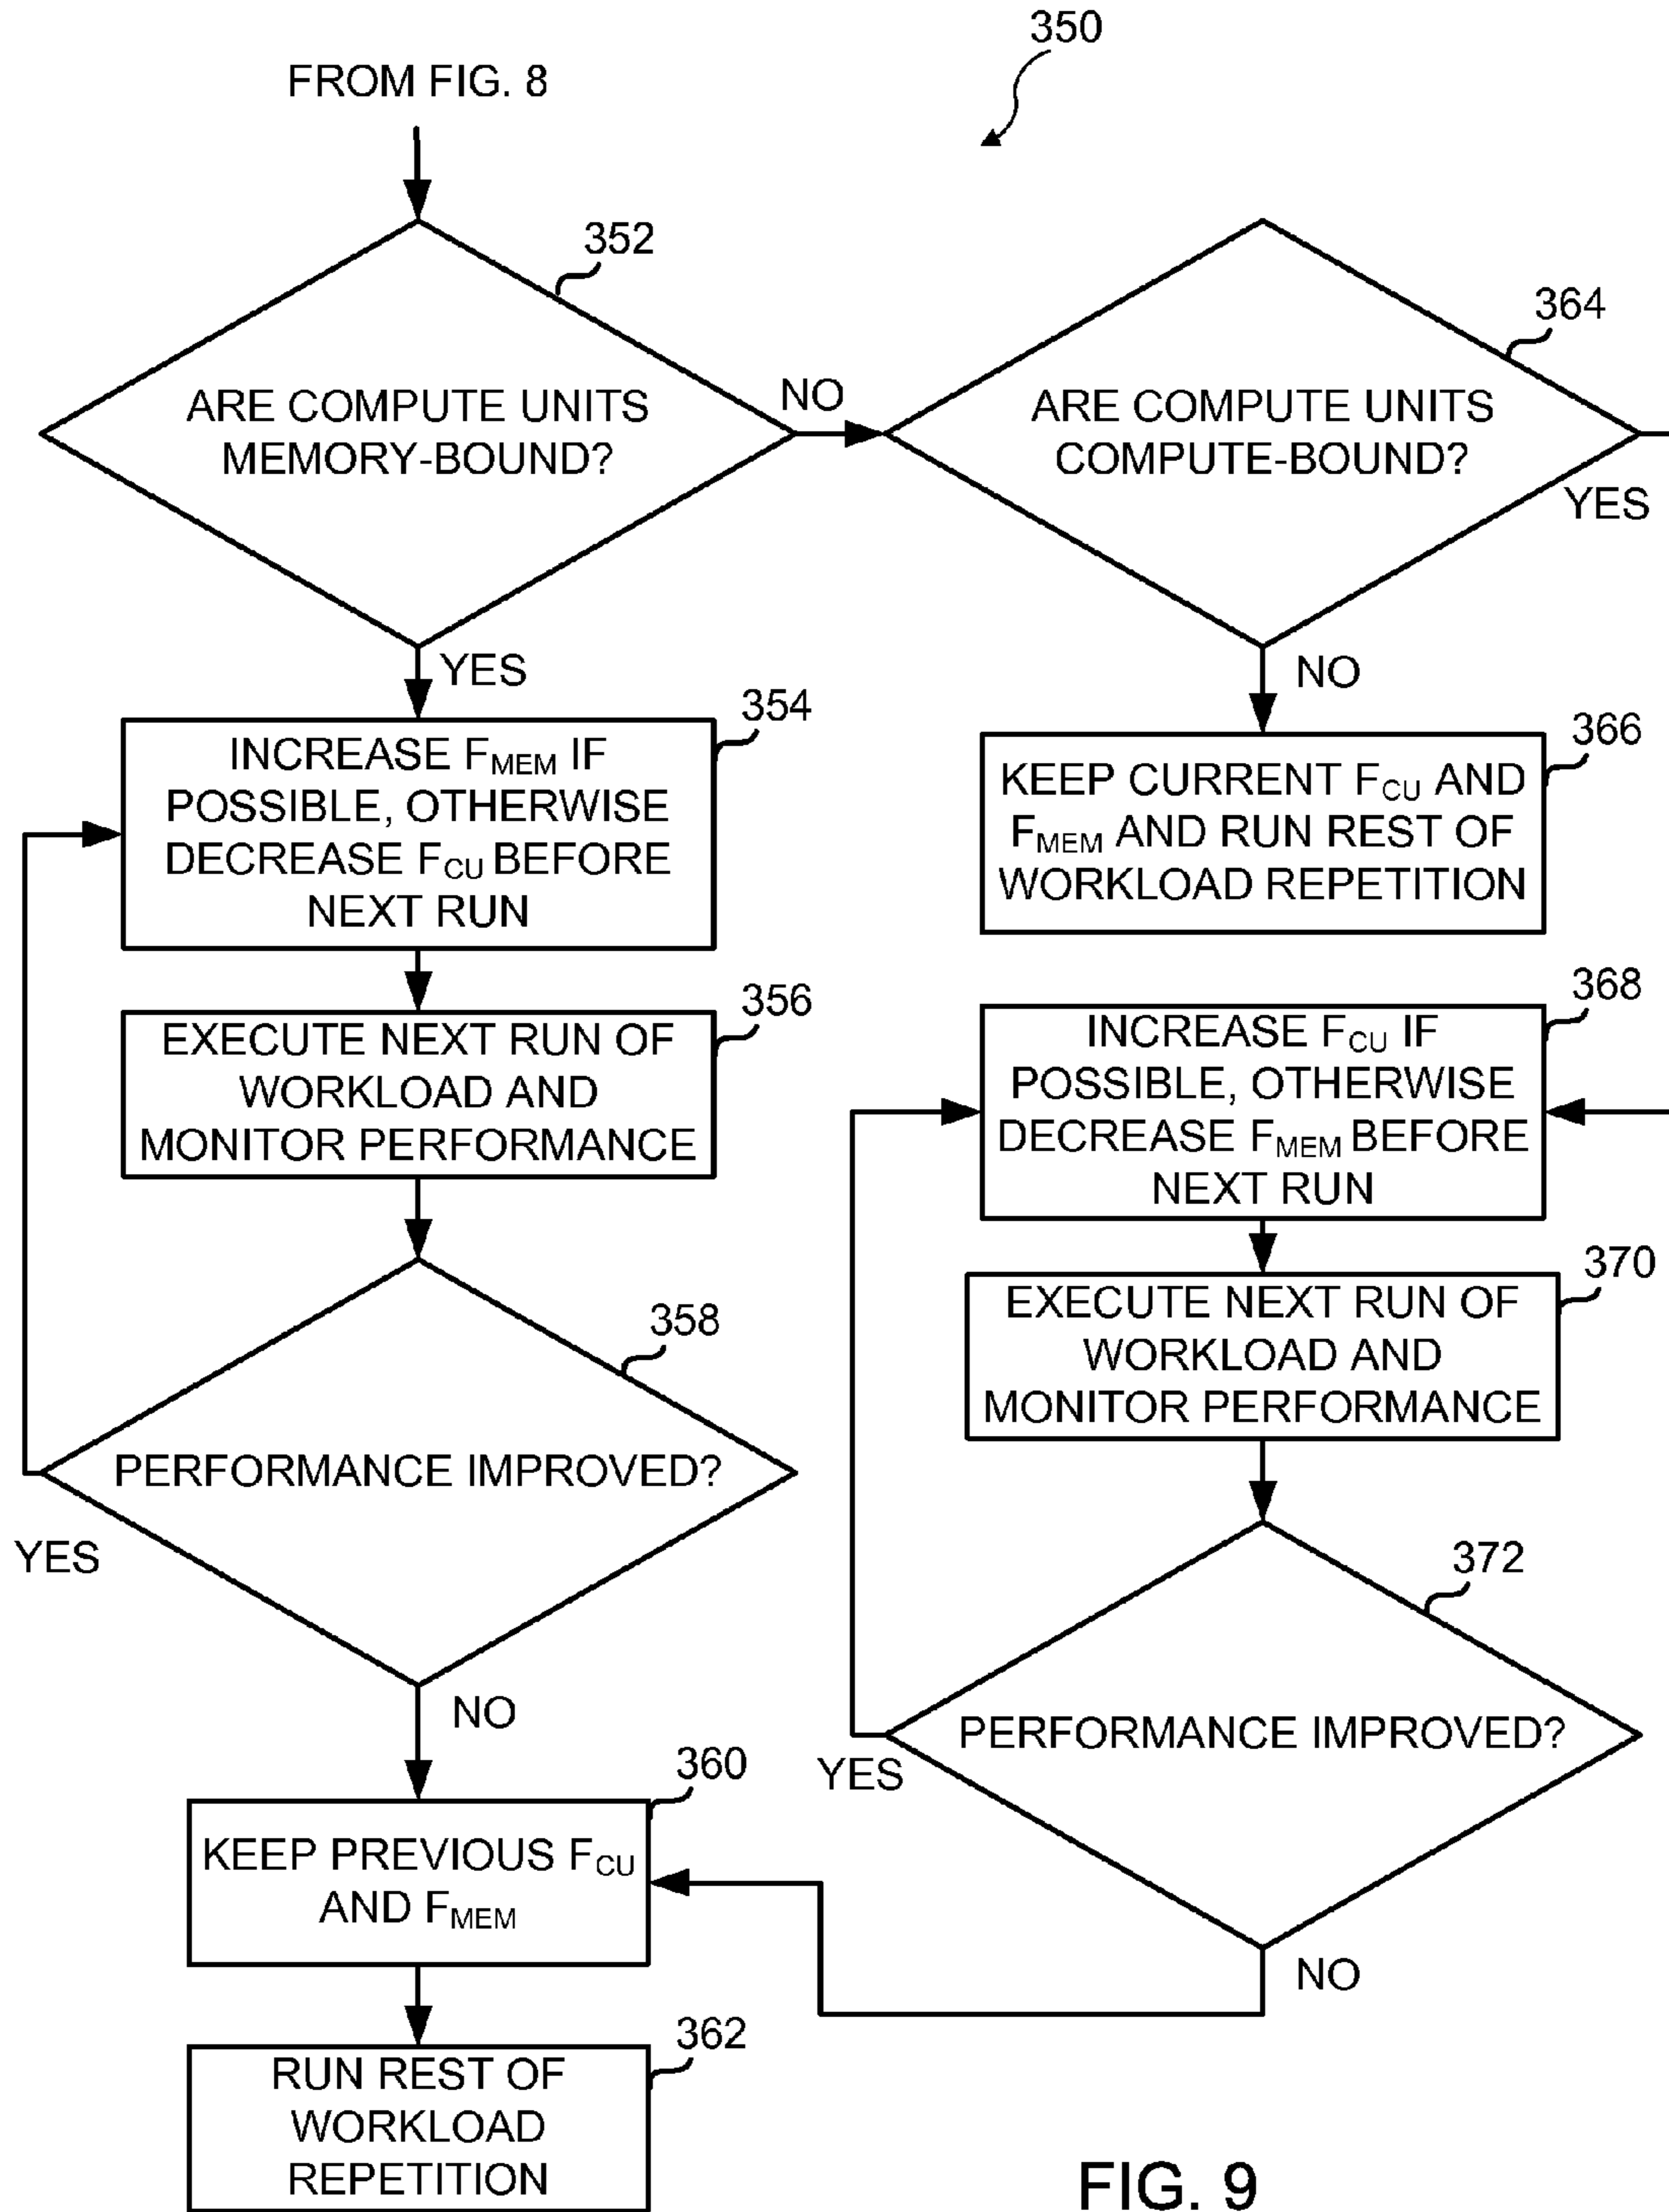 350
FROM FIG. 8
352
ARE COMPUTE UNITS
MEMORY-BOUND?
NO
364
ARE COMPUTE UNITS
COMPUTE-BOUND?
YES
YES
NO
354
INCREASE FMEM IF
POSSIBLE, OTHERWISE
DECREASE FCU BEFORE
NEXT RUN
366
KEEP CURRENT FCU AND
FMEM AND RUN REST OF
WORKLOAD REPETITION
356
EXECUTE NEXT RUN OF
WORKLOAD AND
MONITOR PERFORMANCE
368
INCREASE FCU IF
POSSIBLE, OTHERWISE
DECREASE FMEM BEFORE
NEXT RUN
358
PERFORMANCE IMPROVED?
YES
NO
370
EXECUTE NEXT RUN OF
WORKLOAD AND
MONITOR PERFORMANCE
372
PERFORMANCE IMPROVED?
YES
NO
360
KEEP PREVIOUS FCU
AND FMEM
362
RUN REST OF
WORKLOAD
REPETITION
FIG. 9